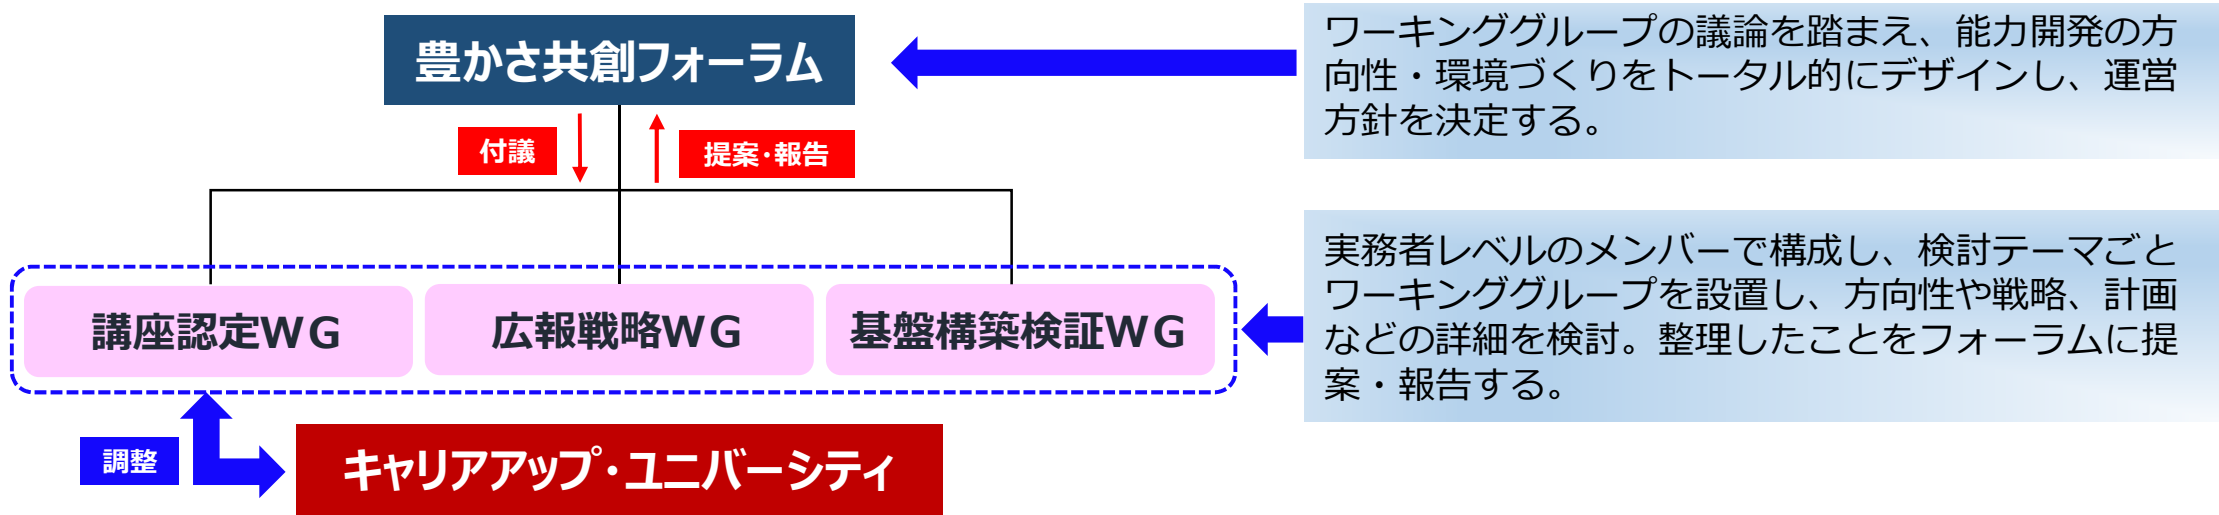 豊かさ共創フォーラム
ワーキンググループの議論を踏まえ、能力開発の方
向性・環境づくりをトータル的にデザインし、運営
方針を決定する。
付議
提案・報告
講座認定WG
広報戦略WG
基盤構築検証WG
実務者レベルのメンバーで構成し、検討テーマごと
ワーキンググループを設置し、方向性や戦略、計画
などの詳細を検討。整理したことをフォーラムに提
案・報告する。
調整
キャリアアップ・ユニバーシティ